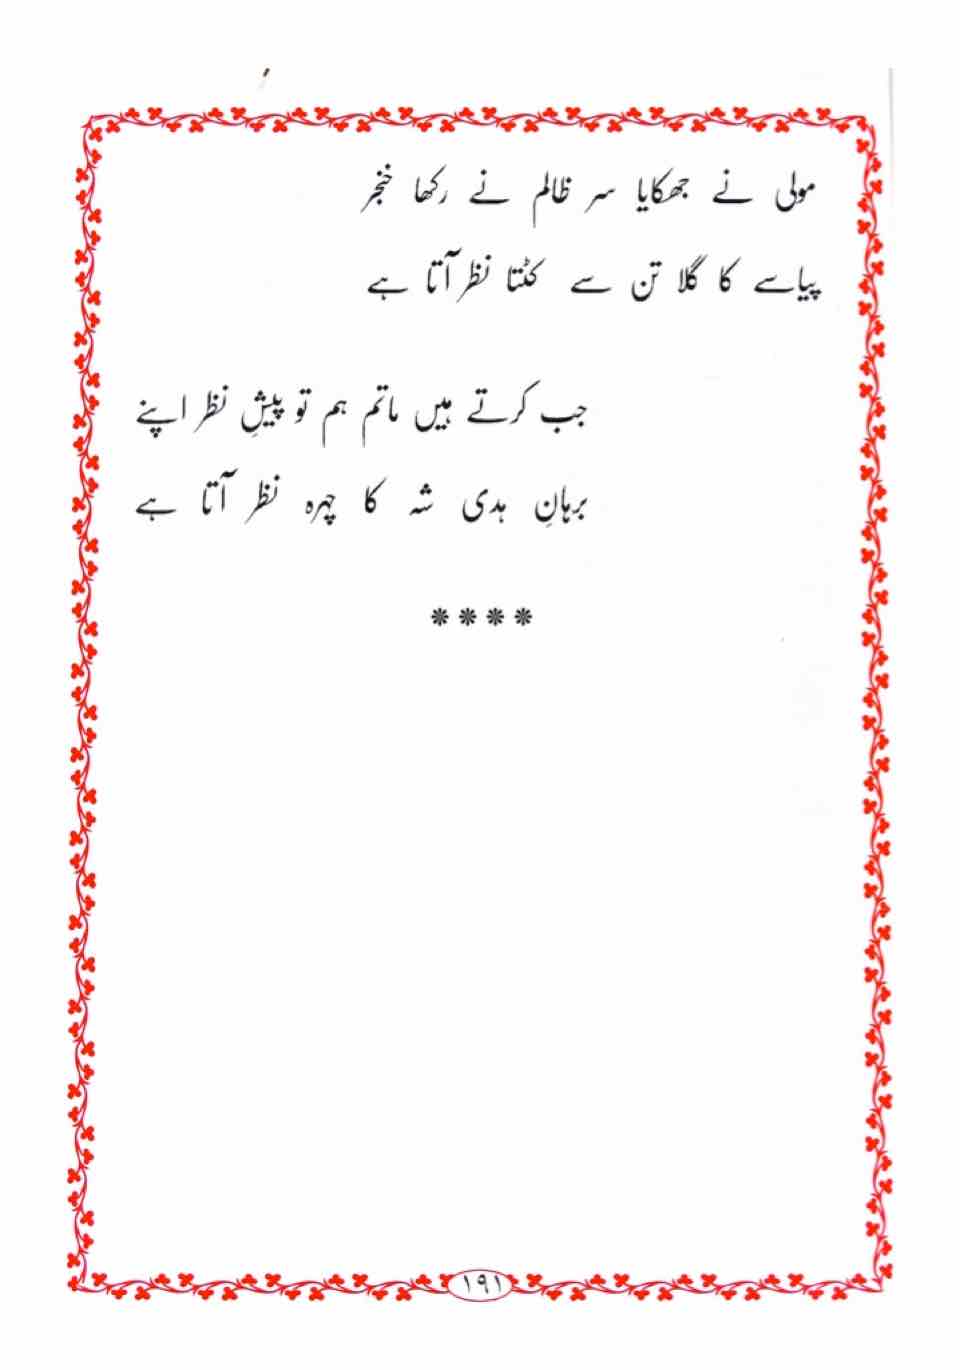 مولی نے جھکایا سر ظالم نے رکھا خنجر
پیاسے کا گلا تن سے کٹتا نظر آتا ہے
جب کرتے ہیں ماتم ہم تو پیشِ نظر اپنے
برہانِ ہدی شہ کا چہرہ نظر آتا ہے
****
۱۹۱